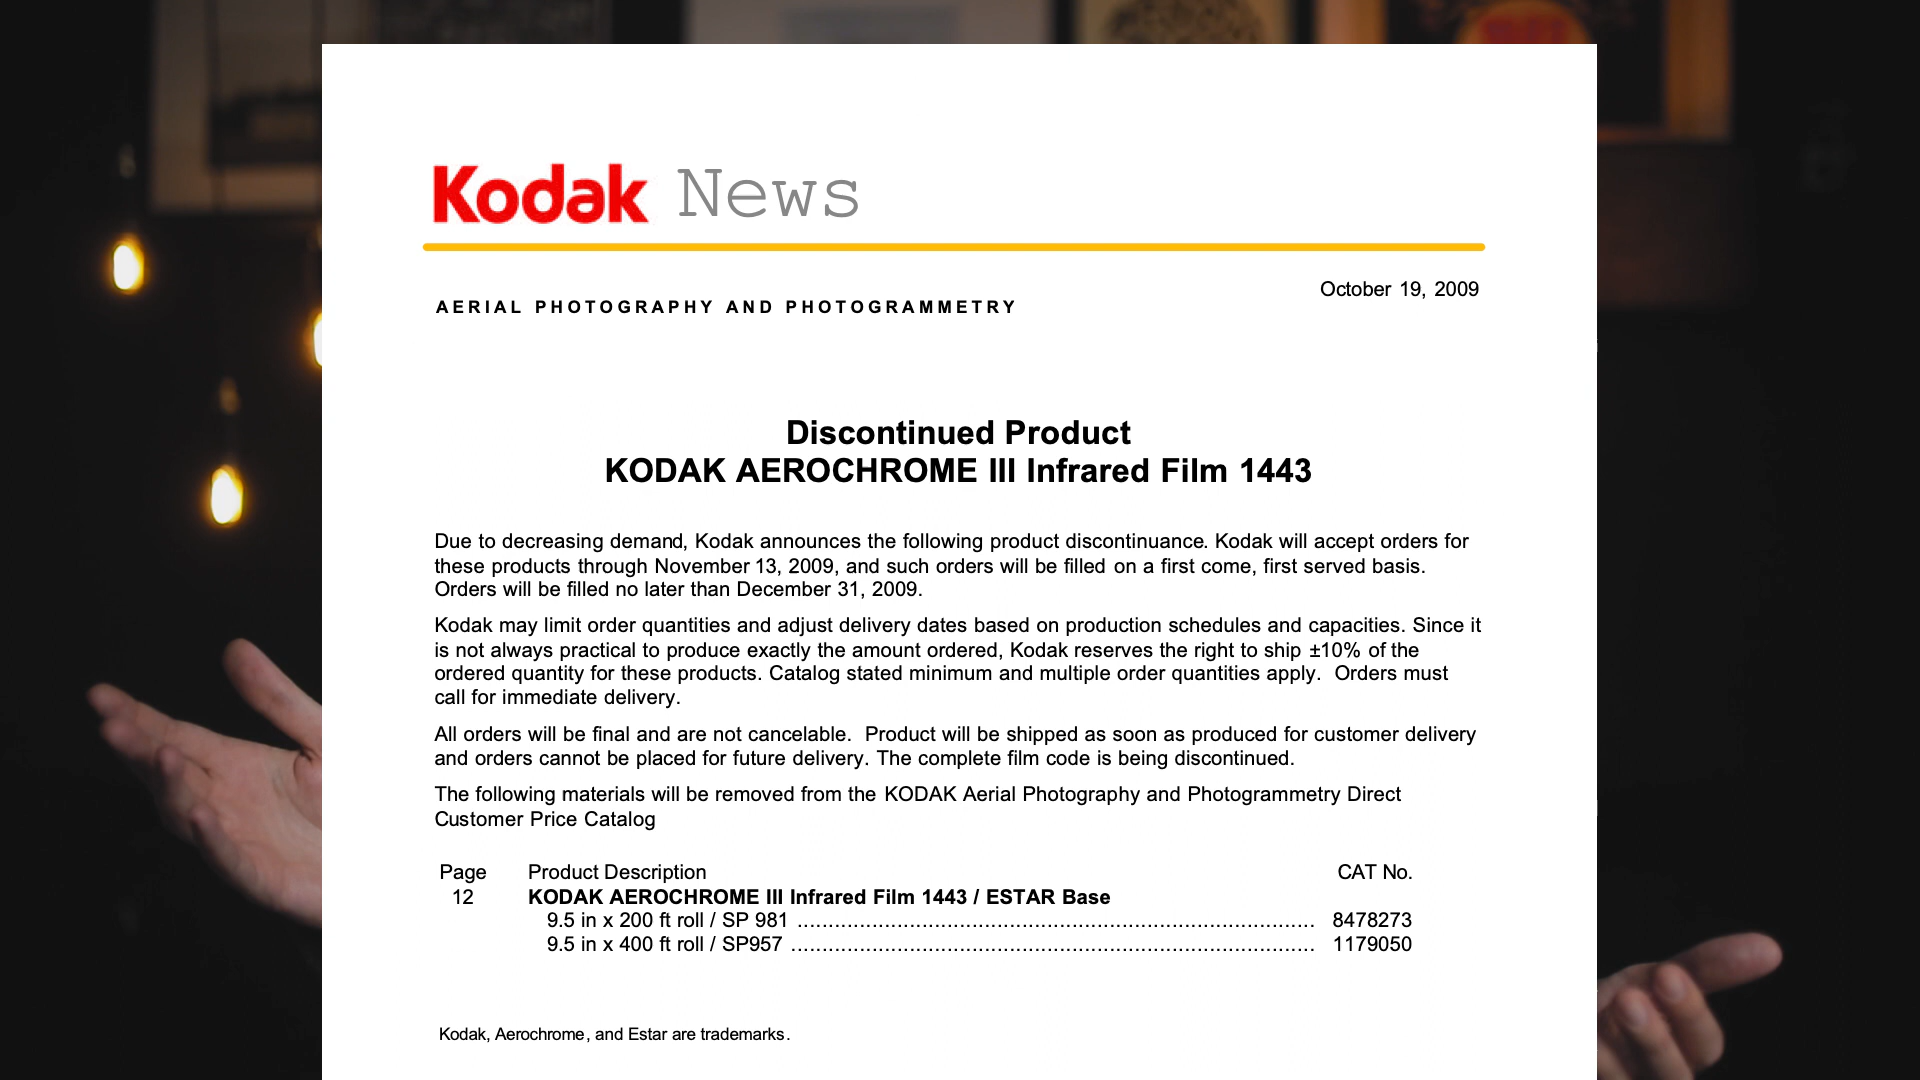 Kodak News
October 19, 2009
AERIAL PHOTOGRAPHY AND PHOTOGRAMMETRY
Discontinued Product
KODAK AEROCHROME III Infrared Film 1443
Due to decreasing demand, Kodak announces the following product discontinuance. Kodak will accept orders for
these products through November 13, 2009, and such orders will be filled on a first come, first served basis.
Orders will be filled no later than December 31, 2009.
Kodak may limit order quantities and adjust delivery dates based on production schedules and capacities. Since it
is not always practical to produce exactly the amount ordered, Kodak reserves the right to ship ±10% of the
ordered quantity for these products. Catalog stated minimum and multiple order quantities apply.  Orders must
call for immediate delivery.
All orders will be final and are not cancelable.  Product will be shipped as soon as produced for customer delivery
and orders cannot be placed for future delivery. The complete film code is being discontinued.
The following materials will be removed from the KODAK Aerial Photography and Photogrammetry Direct
Customer Price Catalog
Page Product Description CAT No.
12 KODAK AEROCHROME III Infrared Film 1443 / ESTAR Base
9.5 in x 200 ft roll / SP 981 ................................................................................... 8478273
9.5 in x 400 ft roll / SP957 .................................................................................... 1179050
Kodak, Aerochrome, and Estar are trademarks.